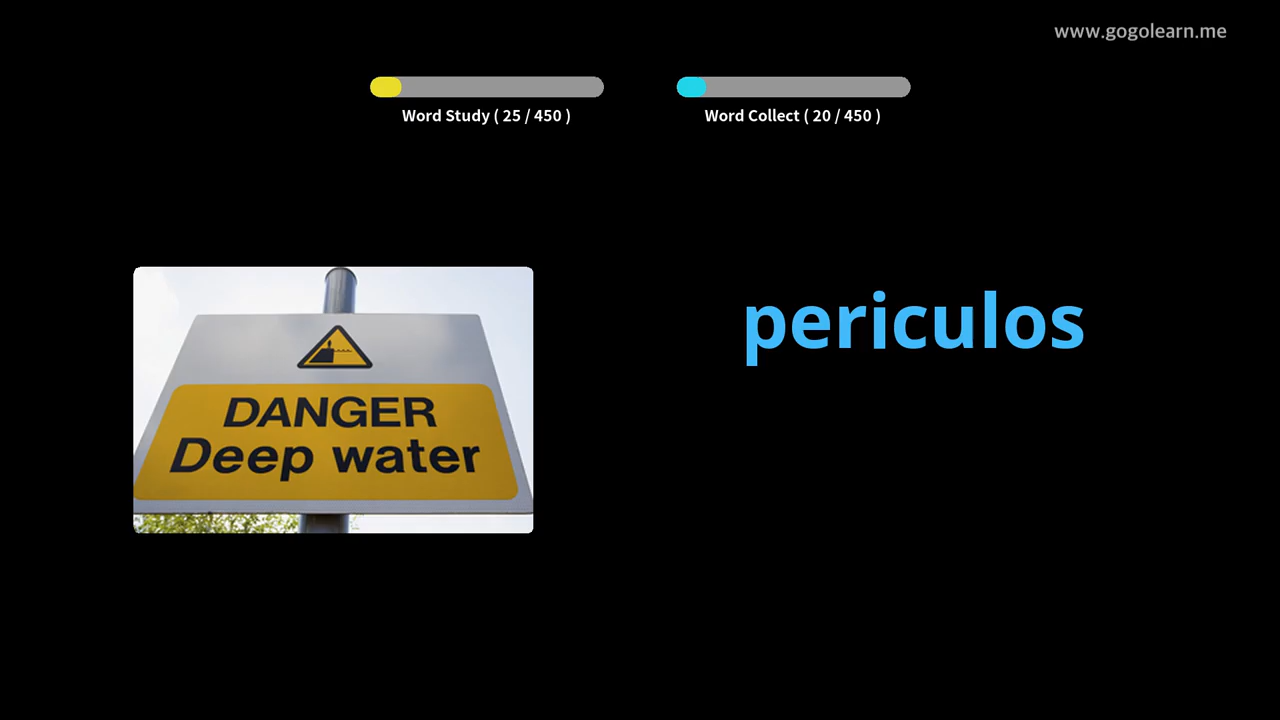 www.gogolearn.me
Word Study ( 25 / 450 )
Word Collect ( 20 / 450 )
DANGER
Deep water
periculos